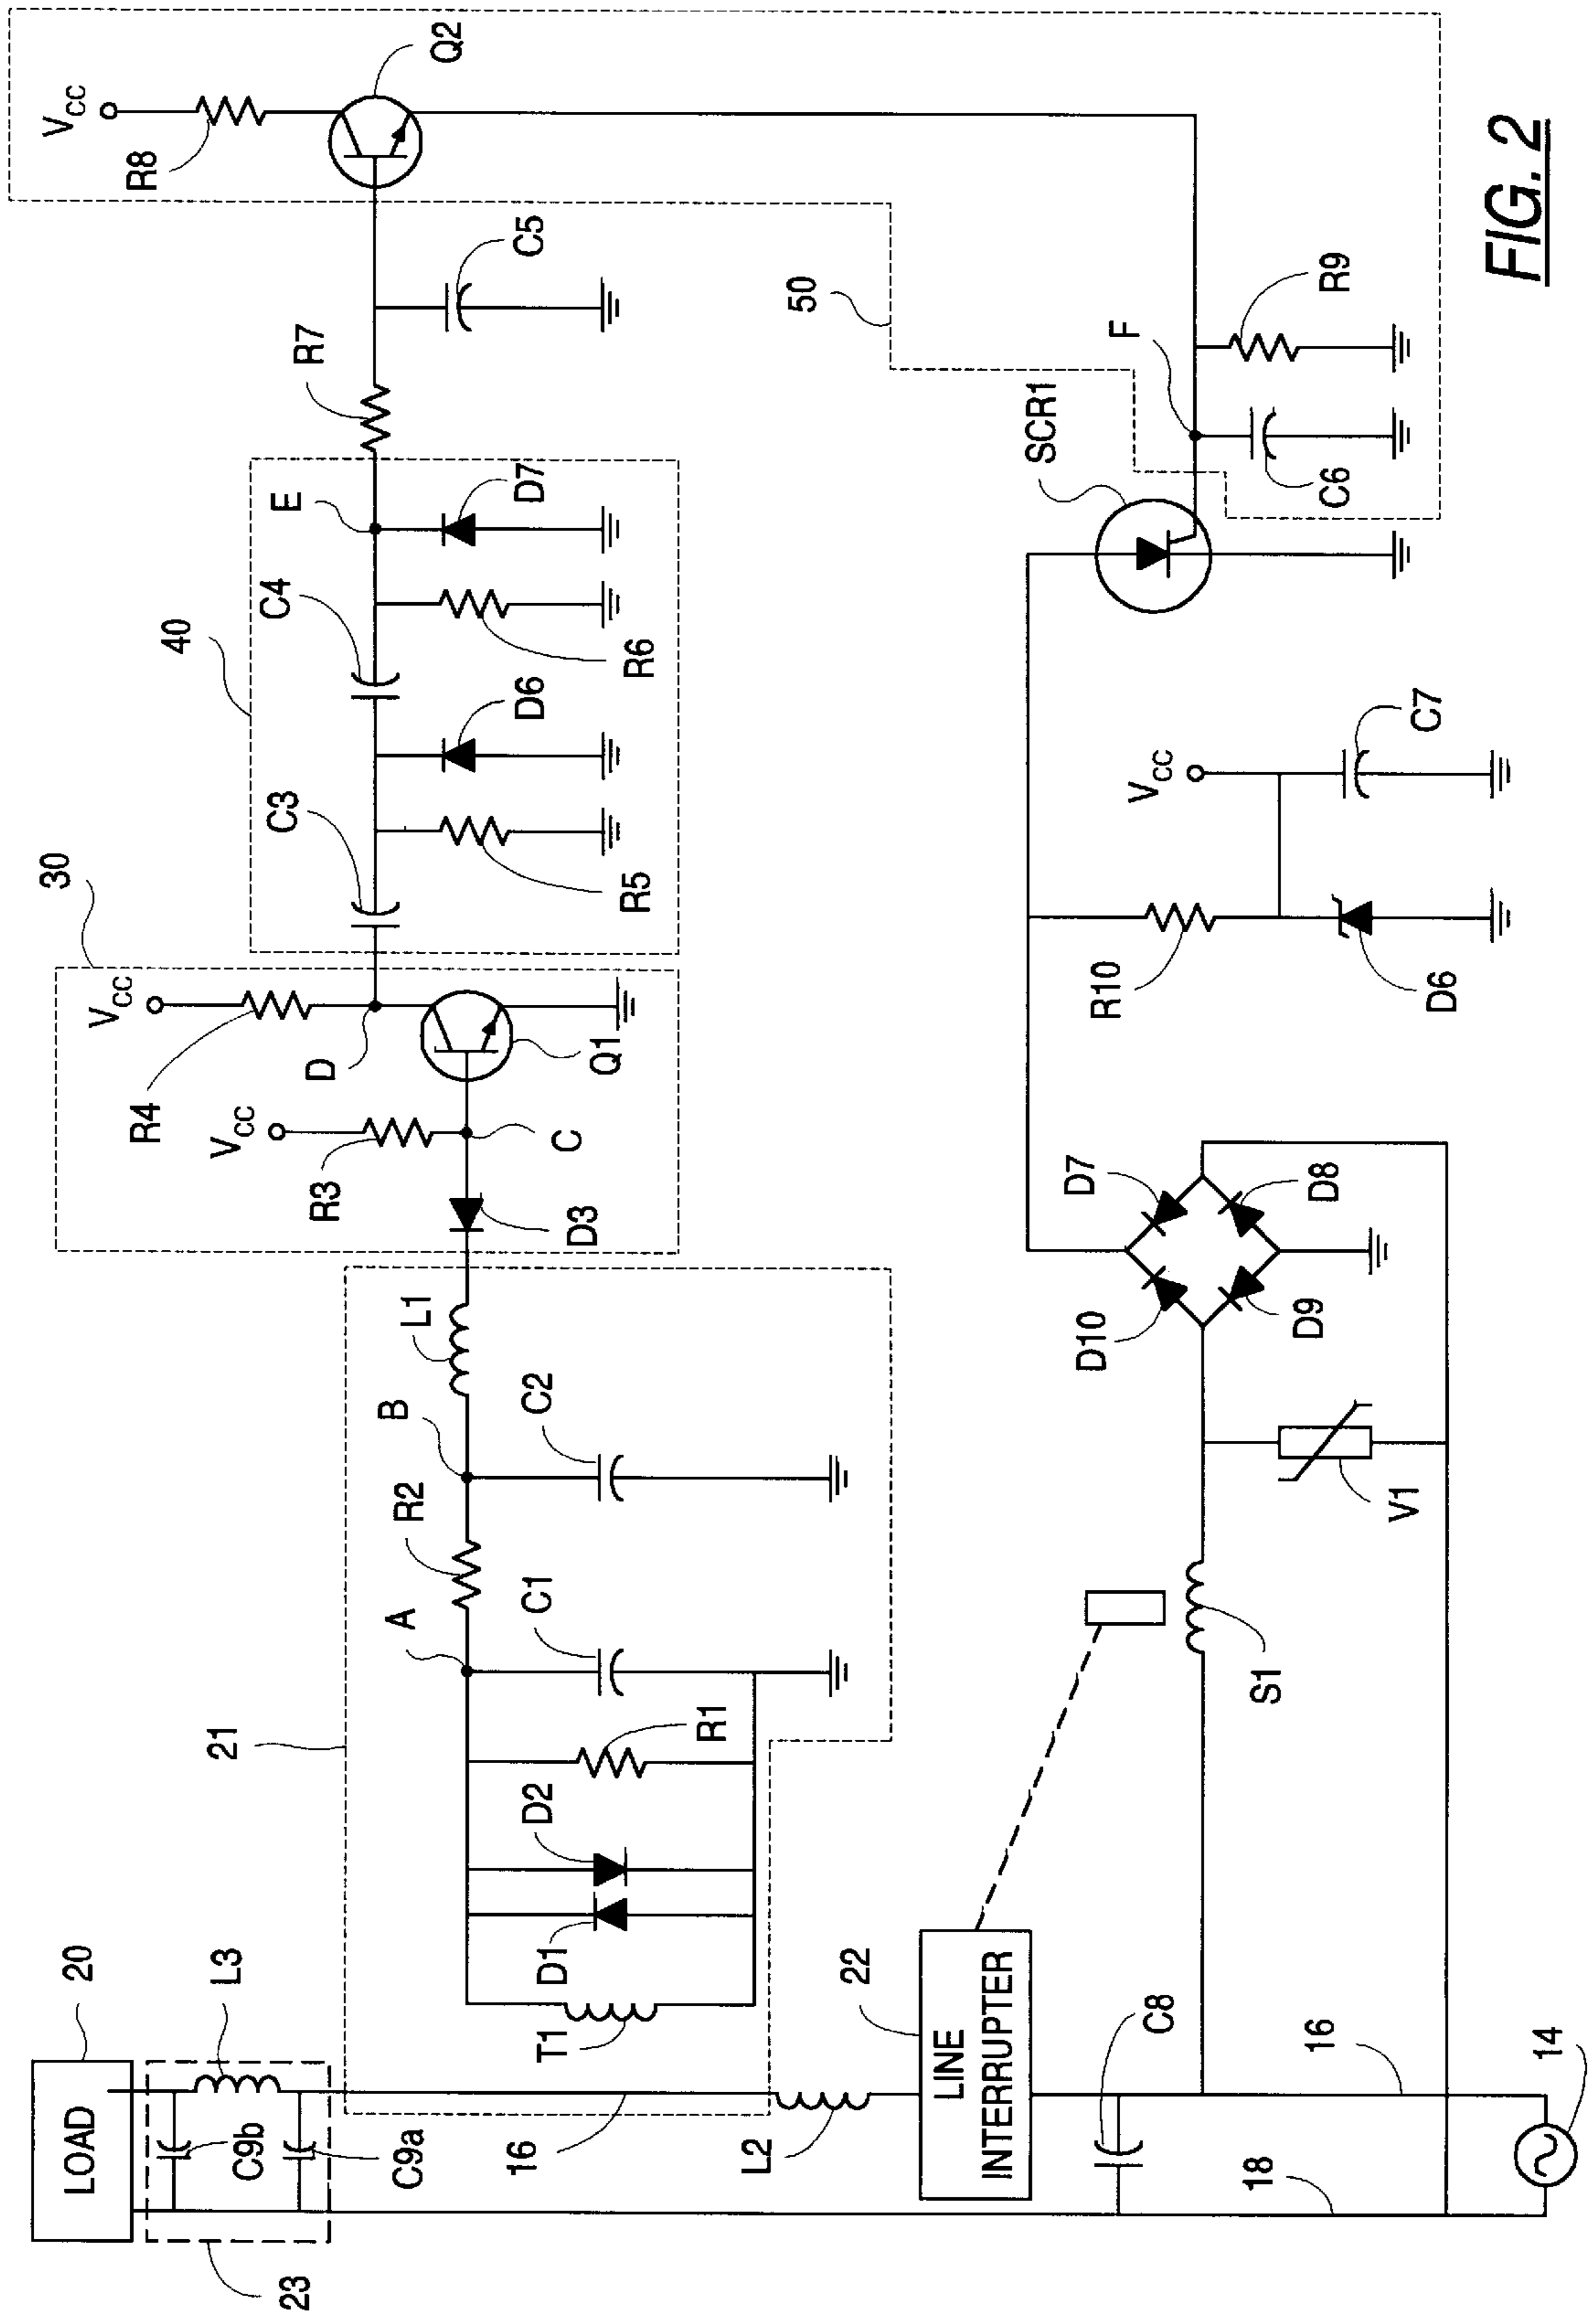 LOAD
20
L3
C9b
C9a
23
16
L2
LINE
INTERRUPTER
22
C8
16
18
14
21
T1
D1
D2
R1
C1
A
R2
B
C2
L1
S1
V1
D10
D7
D9
D8
30
VCC
R3
C
D3
VCC
R4
D
Q1
40
C3
R5
D6
C4
R6
E
D7
R7
C5
VCC
R8
Q2
50
SCR1
F
C6
R9
R10
D6
VCC
C7
FIG. 2